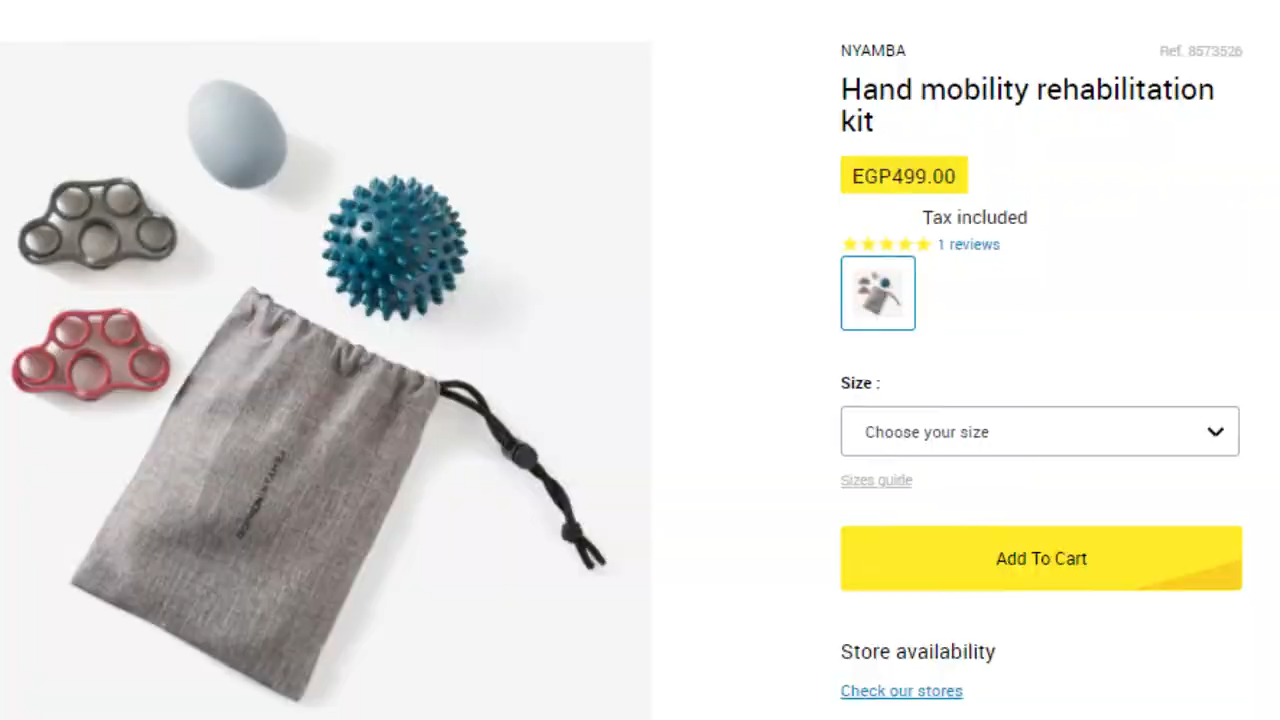 NYAMBA
Ref. 8573526
Hand mobility rehabilitation
kit
EGP499.00
Tax included
1 reviews
Size :
Choose your size
Sizes guide
Add To Cart
Store availability
Check our stores